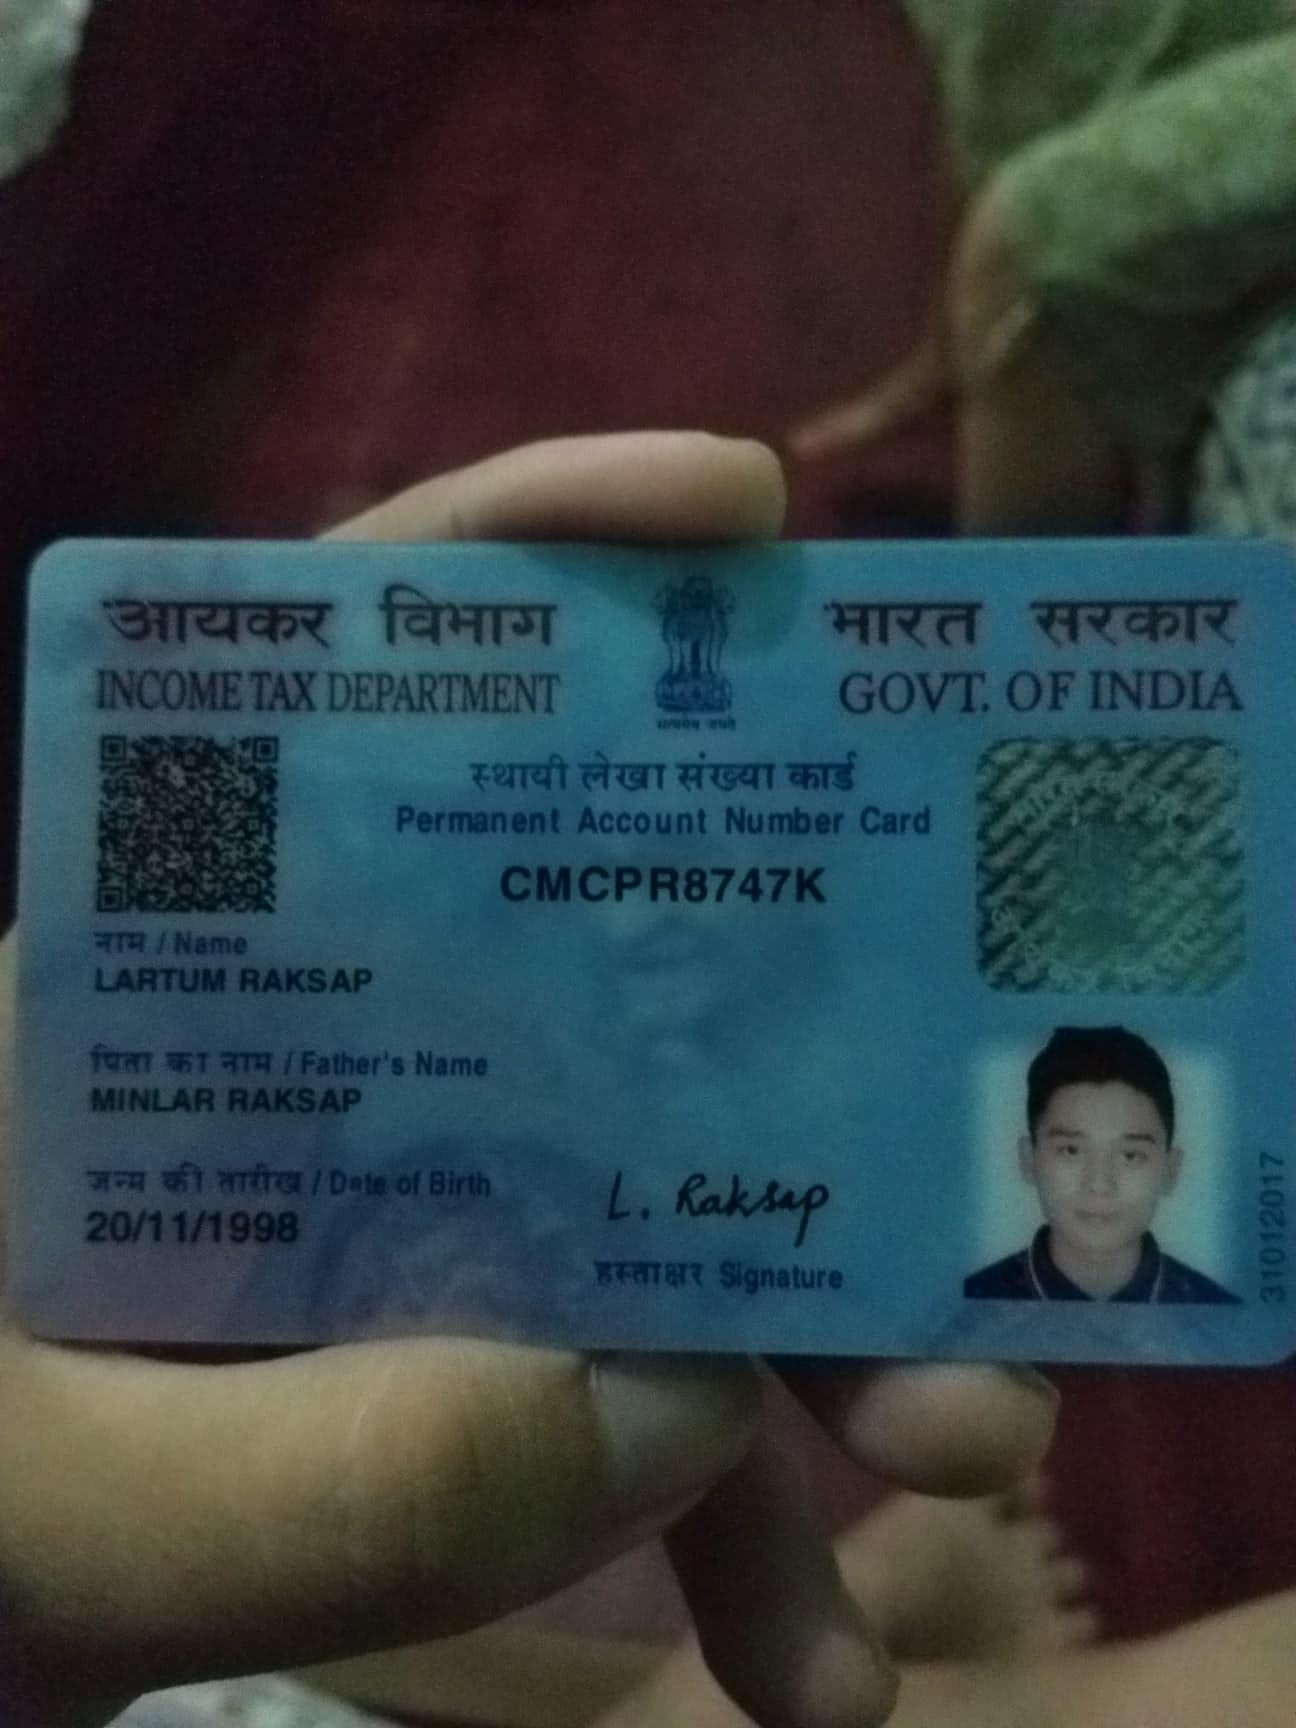 आयकर विभाग
INCOME TAX DEPARTMENT
सत्यमेव जयते
भारत सरकार
GOVT. OF INDIA
स्थायी लेखा संख्या कार्ड
Permanent Account Number Card
CMCPR8747K
नाम / Name
LARTUM RAKSAP
पिता का नाम / Father's Name
MINLAR RAKSAP
जन्म की तारीख / Date of Birth
20/11/1998
L. Raksap
हस्ताक्षर Signature
31012017